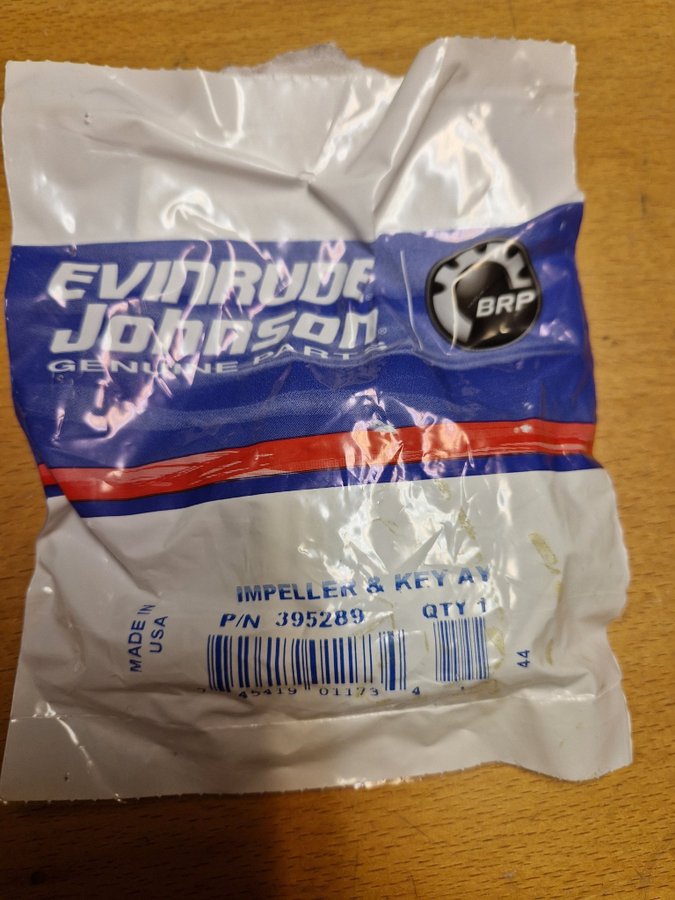 EVINRUDE
Johnson®
GENUINE PARTS
BRP
IMPELLER & KEY AY
P/N 395289 QTY 1
MADE IN
USA
45419 01173 4
44